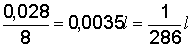 0,028/8 = 0,0035l = 1/286 l